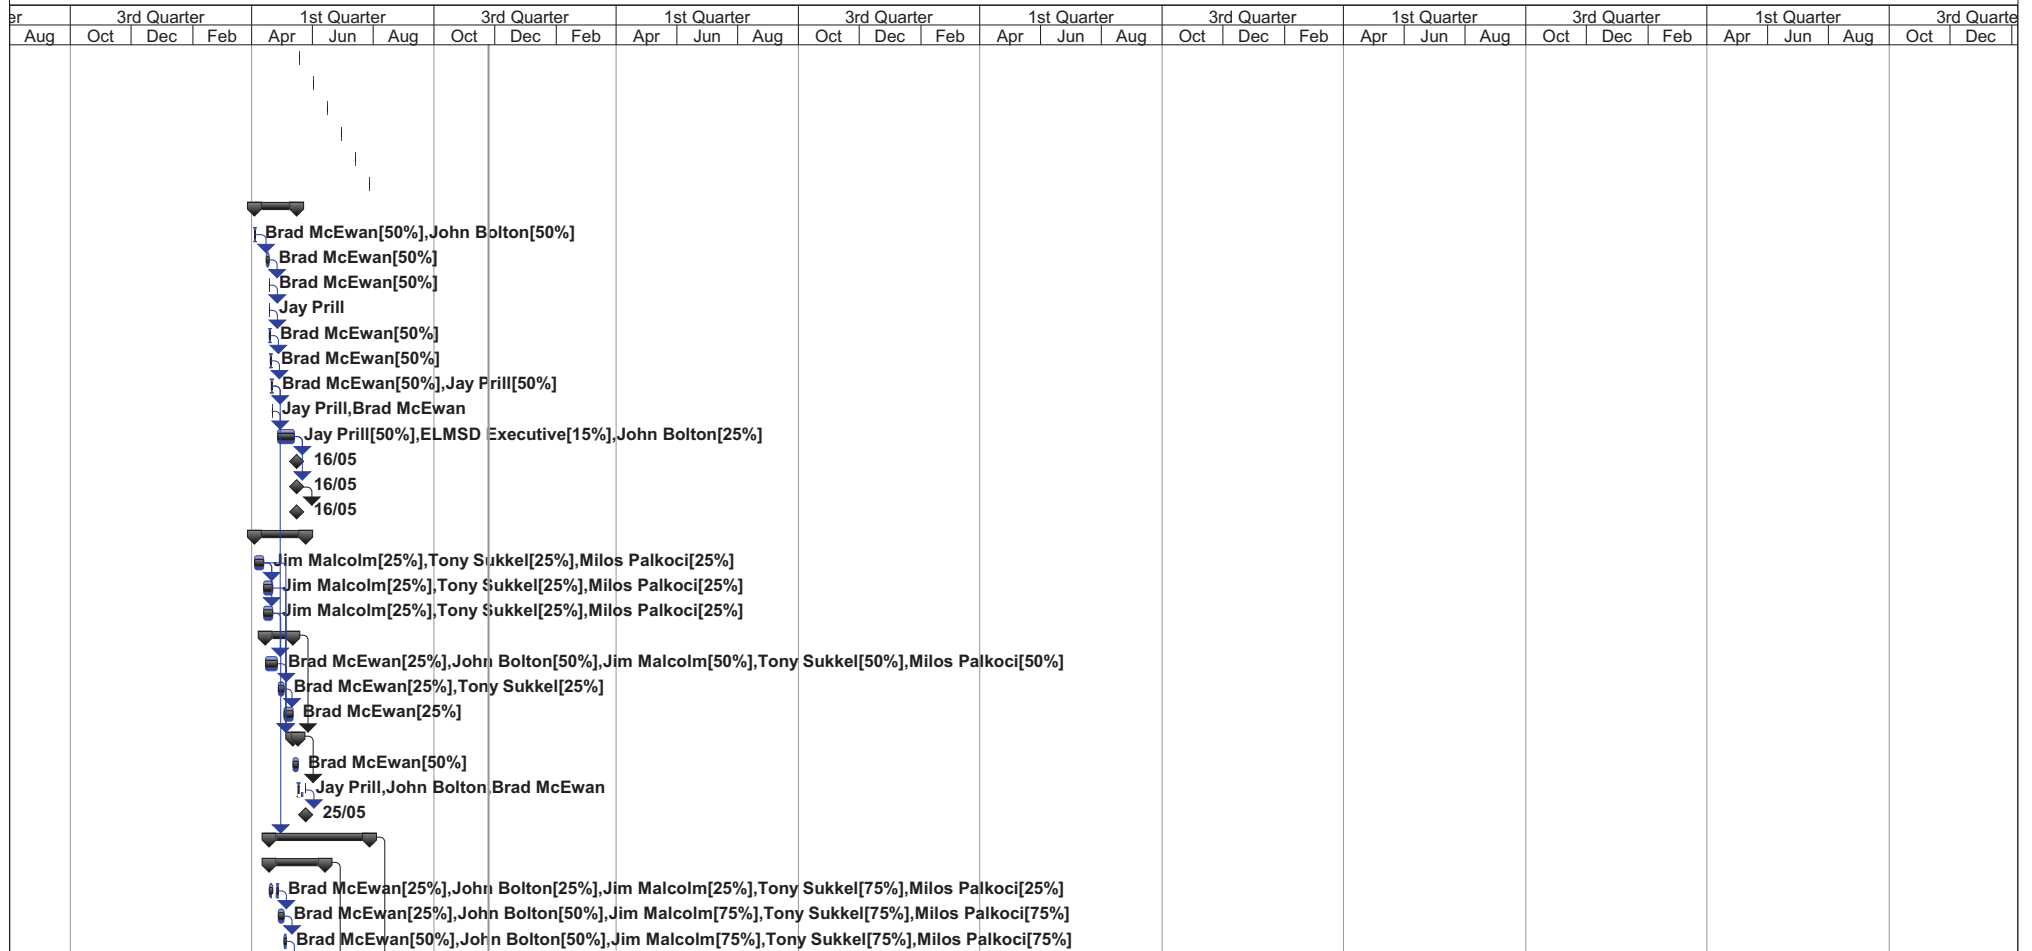 er 3rd Quarter 1st Quarter 3rd Quarter 1st Quarter 3rd Quarter 1st Quarter 3rd Quarter 1st Quarter 3rd Quarter 1st Quarter 3rd Quarte
Aug Oct Dec Feb Apr Jun Aug Oct Dec Feb Apr Jun Aug Oct Dec Feb Apr Jun Aug Oct Dec Feb Apr Jun Aug Oct Dec Feb Apr Jun Aug Oct Dec
Brad McEwan[50%],John Bolton[50%]
Brad McEwan[50%]
Brad McEwan[50%]
Jay Prill
Brad McEwan[50%]
Brad McEwan[50%]
Brad McEwan[50%],Jay Prill[50%]
Jay Prill,Brad McEwan
Jay Prill[50%],ELMSD Executive[15%],John Bolton[25%]
16/05
16/05
16/05
Jim Malcolm[25%],Tony Sukkel[25%],Milos Palkoci[25%]
Jim Malcolm[25%],Tony Sukkel[25%],Milos Palkoci[25%]
Jim Malcolm[25%],Tony Sukkel[25%],Milos Palkoci[25%]
Brad McEwan[25%],John Bolton[50%],Jim Malcolm[50%],Tony Sukkel[50%],Milos Palkoci[50%]
Brad McEwan[25%],Tony Sukkel[25%]
Brad McEwan[25%]
Brad McEwan[50%]
Jay Prill,John Bolton,Brad McEwan
25/05
Brad McEwan[25%],John Bolton[25%],Jim Malcolm[25%],Tony Sukkel[75%],Milos Palkoci[25%]
Brad McEwan[25%],John Bolton[50%],Jim Malcolm[75%],Tony Sukkel[75%],Milos Palkoci[75%]
Brad McEwan[50%],John Bolton[50%],Jim Malcolm[75%],Tony Sukkel[75%],Milos Palkoci[75%]